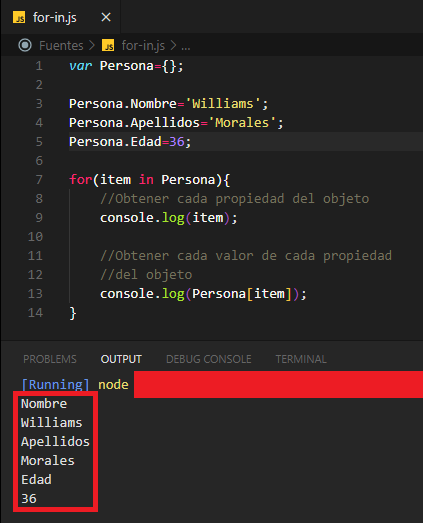 JS for-in.js ×
Fuentes > JS for-in.js > ...
1 var Persona={};
2
3 Persona.Nombre='Williams';
4 Persona.Apellidos='Morales';
5 Persona.Edad=36;
6
7 for(item in Persona){
8 //Obtener cada propiedad del objeto
9 console.log(item);
10
11 //Obtener cada valor de cada propiedad
12 //del objeto
13 console.log(Persona[item]);
14 }
PROBLEMS OUTPUT DEBUG CONSOLE TERMINAL
[Running] node
Nombre
Williams
Apellidos
Morales
Edad
36